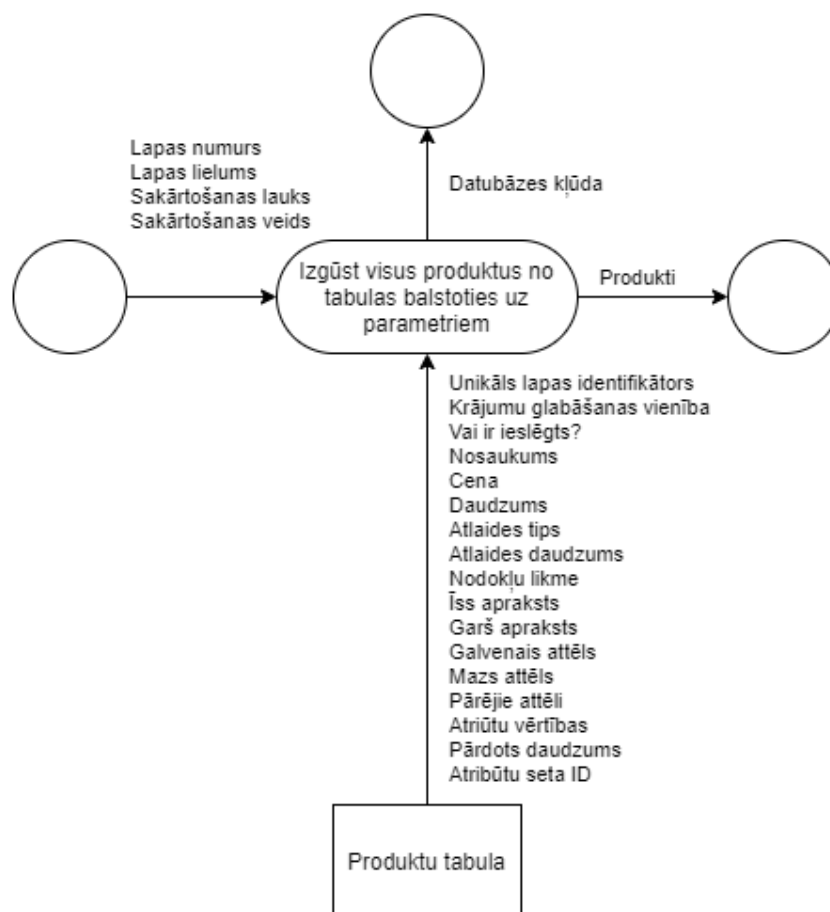 Lapas numurs
Lapas lielums
Sakārtošanas lauks
Sakārtošanas veids
Datubāzes kļūda
Izgūst visus produktus no
tabulas balstoties uz
parametriem
Produkti
Unikāls lapas identifikātors
Krājumu glabāšanas vienība
Vai ir ieslēgts?
Nosaukums
Cena
Daudzums
Atlaides tips
Atlaides daudzums
Nodokļu likme
Īss apraksts
Garš apraksts
Galvenais attēls
Mazs attēls
Pārējie attēli
Atriūtu vērtības
Pārdots daudzums
Atribūtu seta ID
Produktu tabula